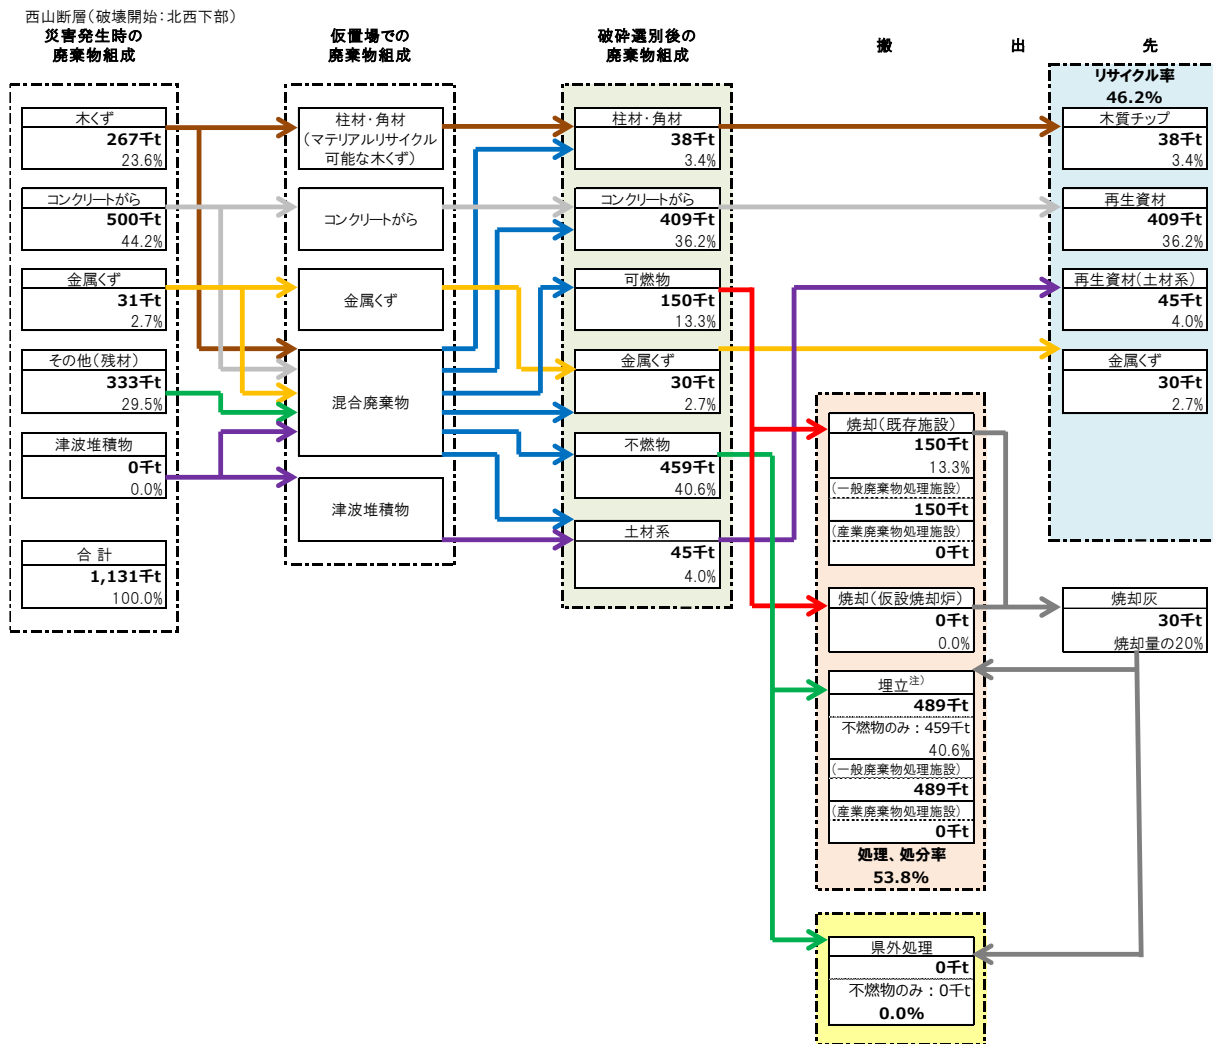 西山断層(破壊開始:北西下部)
災害発生時の
廃棄物組成
木くず
267千t
23.6%
コンクリートがら
500千t
44.2%
金属くず
31千t
2.7%
その他(残材)
333千t
29.5%
津波堆積物
0千t
0.0%
合 計
1,131千t
100.0%
仮置場での
廃棄物組成
柱材・角材
(マテリアルリサイクル
可能な木くず)
コンクリートがら
金属くず
混合廃棄物
津波堆積物
破砕選別後の
廃棄物組成
柱材・角材
38千t
3.4%
コンクリートがら
409千t
36.2%
可燃物
150千t
13.3%
金属くず
30千t
2.7%
不燃物
459千t
40.6%
土材系
45千t
4.0%
搬 出 先
焼却(既存施設)
150千t
13.3%
(一般廃棄物処理施設)
150千t
(産業廃棄物処理施設)
0千t
焼却(仮設焼却炉)
0千t
0.0%
埋立注)
489千t
不燃物のみ:459千t
40.6%
(一般廃棄物処理施設)
489千t
(産業廃棄物処理施設)
0千t
処理、処分率
53.8%
県外処理
0千t
不燃物のみ:0千t
0.0%
リサイクル率
46.2%
木質チップ
38千t
3.4%
再生資材
409千t
36.2%
再生資材(土材系)
45千t
4.0%
金属くず
30千t
2.7%
焼却灰
30千t
焼却量の20%